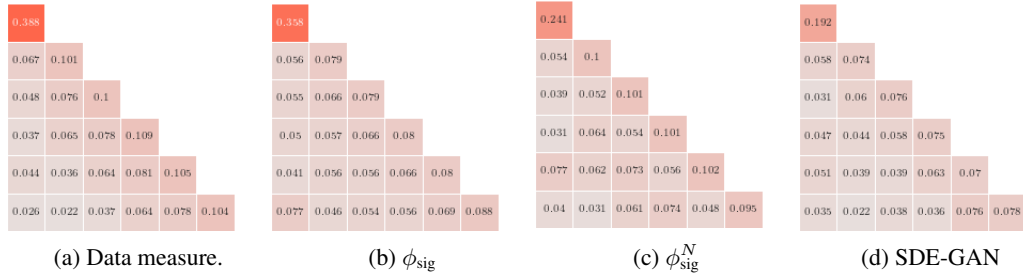 0.388
0.067 0.101
0.048 0.076 0.1
0.037 0.065 0.078 0.109
0.044 0.036 0.064 0.081 0.105
0.026 0.022 0.037 0.064 0.078 0.104
(a) Data measure.
0.358
0.056 0.079
0.055 0.066 0.079
0.05 0.057 0.066 0.08
0.041 0.056 0.056 0.066 0.08
0.077 0.046 0.054 0.056 0.069 0.088
(b) ϕ_sig
0.241
0.054 0.1
0.039 0.052 0.101
0.031 0.064 0.054 0.101
0.077 0.062 0.073 0.056 0.102
0.04 0.031 0.061 0.074 0.048 0.095
(c) ϕ_sig^N
0.192
0.058 0.074
0.031 0.06 0.076
0.047 0.044 0.058 0.075
0.051 0.039 0.039 0.063 0.07
0.035 0.022 0.038 0.036 0.076 0.078
(d) SDE-GAN